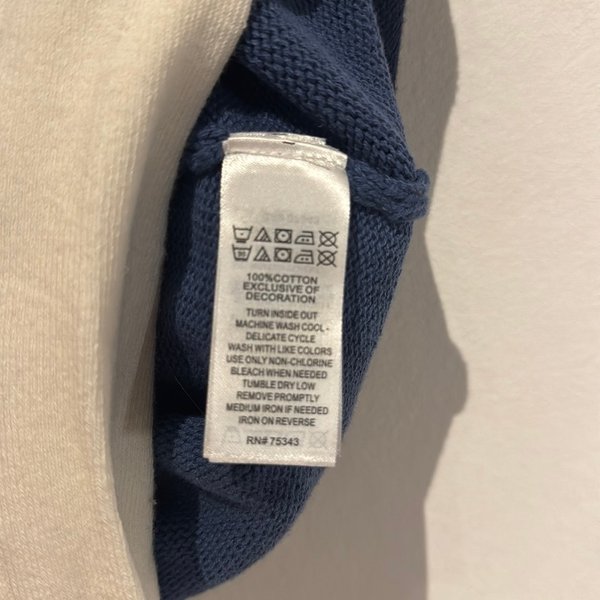 100%COTTON
EXCLUSIVE OF
DECORATION
TURN INSIDE OUT
MACHINE WASH COOL -
DELICATE CYCLE
WASH WITH LIKE COLORS
USE ONLY NON-CHLORINE
BLEACH WHEN NEEDED
TUMBLE DRY LOW
REMOVE PROMPTLY
MEDIUM IRON IF NEEDED
IRON ON REVERSE
RN# 75343